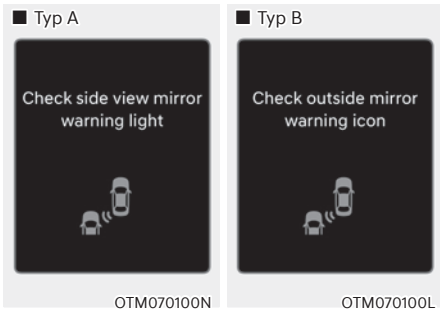 ■ Typ A
Check side view mirror
warning light
OTM070100N
■ Typ B
Check outside mirror
warning icon
OTM070100L